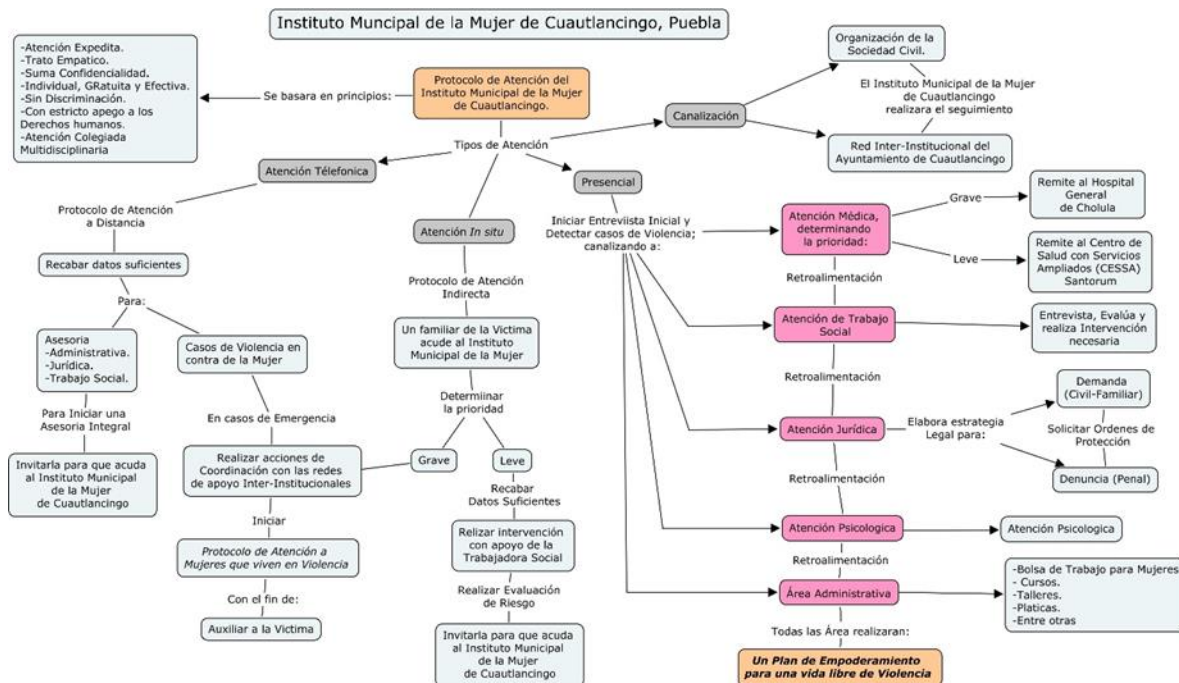 Instituto Muncipal de la Mujer de Cuautlancingo, Puebla
-Atención Expedita.
-Trato Empatico.
-Suma Confidencialidad.
-Individual, GRatuita y Efectiva.
-Sin Discriminación.
-Con estricto apego a los
Derechos humanos.
-Atención Colegiada
Multidisciplinaria
Se basara en principios:
Protocolo de Atención del
Instituto Municipal de la Mujer
de Cuautlancingo.
Tipos de Atención
Canalización
Organización de la
Sociedad Civil.
El Instituto Municipal de la Mujer
de Cuautlancingo
realizara el seguimiento
Red Inter-Institucional del
Ayuntamiento de Cuautlancingo
Atención Télefonica
Protocolo de Atención
a Distancia
Recabar datos suficientes
Para:
Asesoria
-Administrativa.
-Jurídica.
-Trabajo Social.
Para Iniciar una
Asesoria Integral
Invitarla para que acuda
al Instituto Municipal
de la Mujer
de Cuautlancingo
Casos de Violencia en
contra de la Mujer
En casos de Emergencia
Realizar acciones de
Coordinación con las redes
de apoyo Inter-Institucionales
Iniciar
Protocolo de Atención a
Mujeres que viven en Violencia
Con el fin de:
Auxiliar a la Victima
Atención In situ
Protocolo de Atención
Indirecta
Un familiar de la Victima
acude al Instituto
Municipal de la Mujer
Determiinar
la prioridad
Grave
Leve
Recabar
Datos Suficientes
Relizar intervención
con apoyo de la
Trabajadora Social
Realizar Evaluación
de Riesgo
Invitarla para que acuda
al Instituto Municipal
de la Mujer
de Cuautlancingo
Presencial
Iniciar Entreviista Inicial y
Detectar casos de Violencia;
canalizando a:
Atención Médica,
determinando
la prioridad:
Grave
Remite al Hospital
General
de Cholula
Leve
Remite al Centro de
Salud con Servicios
Ampliados (CESSA)
Santorum
Retroalimentación
Atención de Trabajo
Social
Entrevista, Evalúa y
realiza Intervención
necesaria
Retroalimentación
Atención Jurídica
Elabora estrategia
Legal para:
Demanda
(Civil-Familiar)
Solicitar Ordenes de
Protección
Denuncia (Penal)
Retroalimentación
Atención Psicologica
Atención Psicologica
Retroalimentación
Área Administrativa
-Bolsa de Trabajo para Mujeres
- Cursos.
-Talleres.
-Platicas.
-Entre otras
Todas las Área realizaran:
Un Plan de Empoderamiento
para una vida libre de Violencia